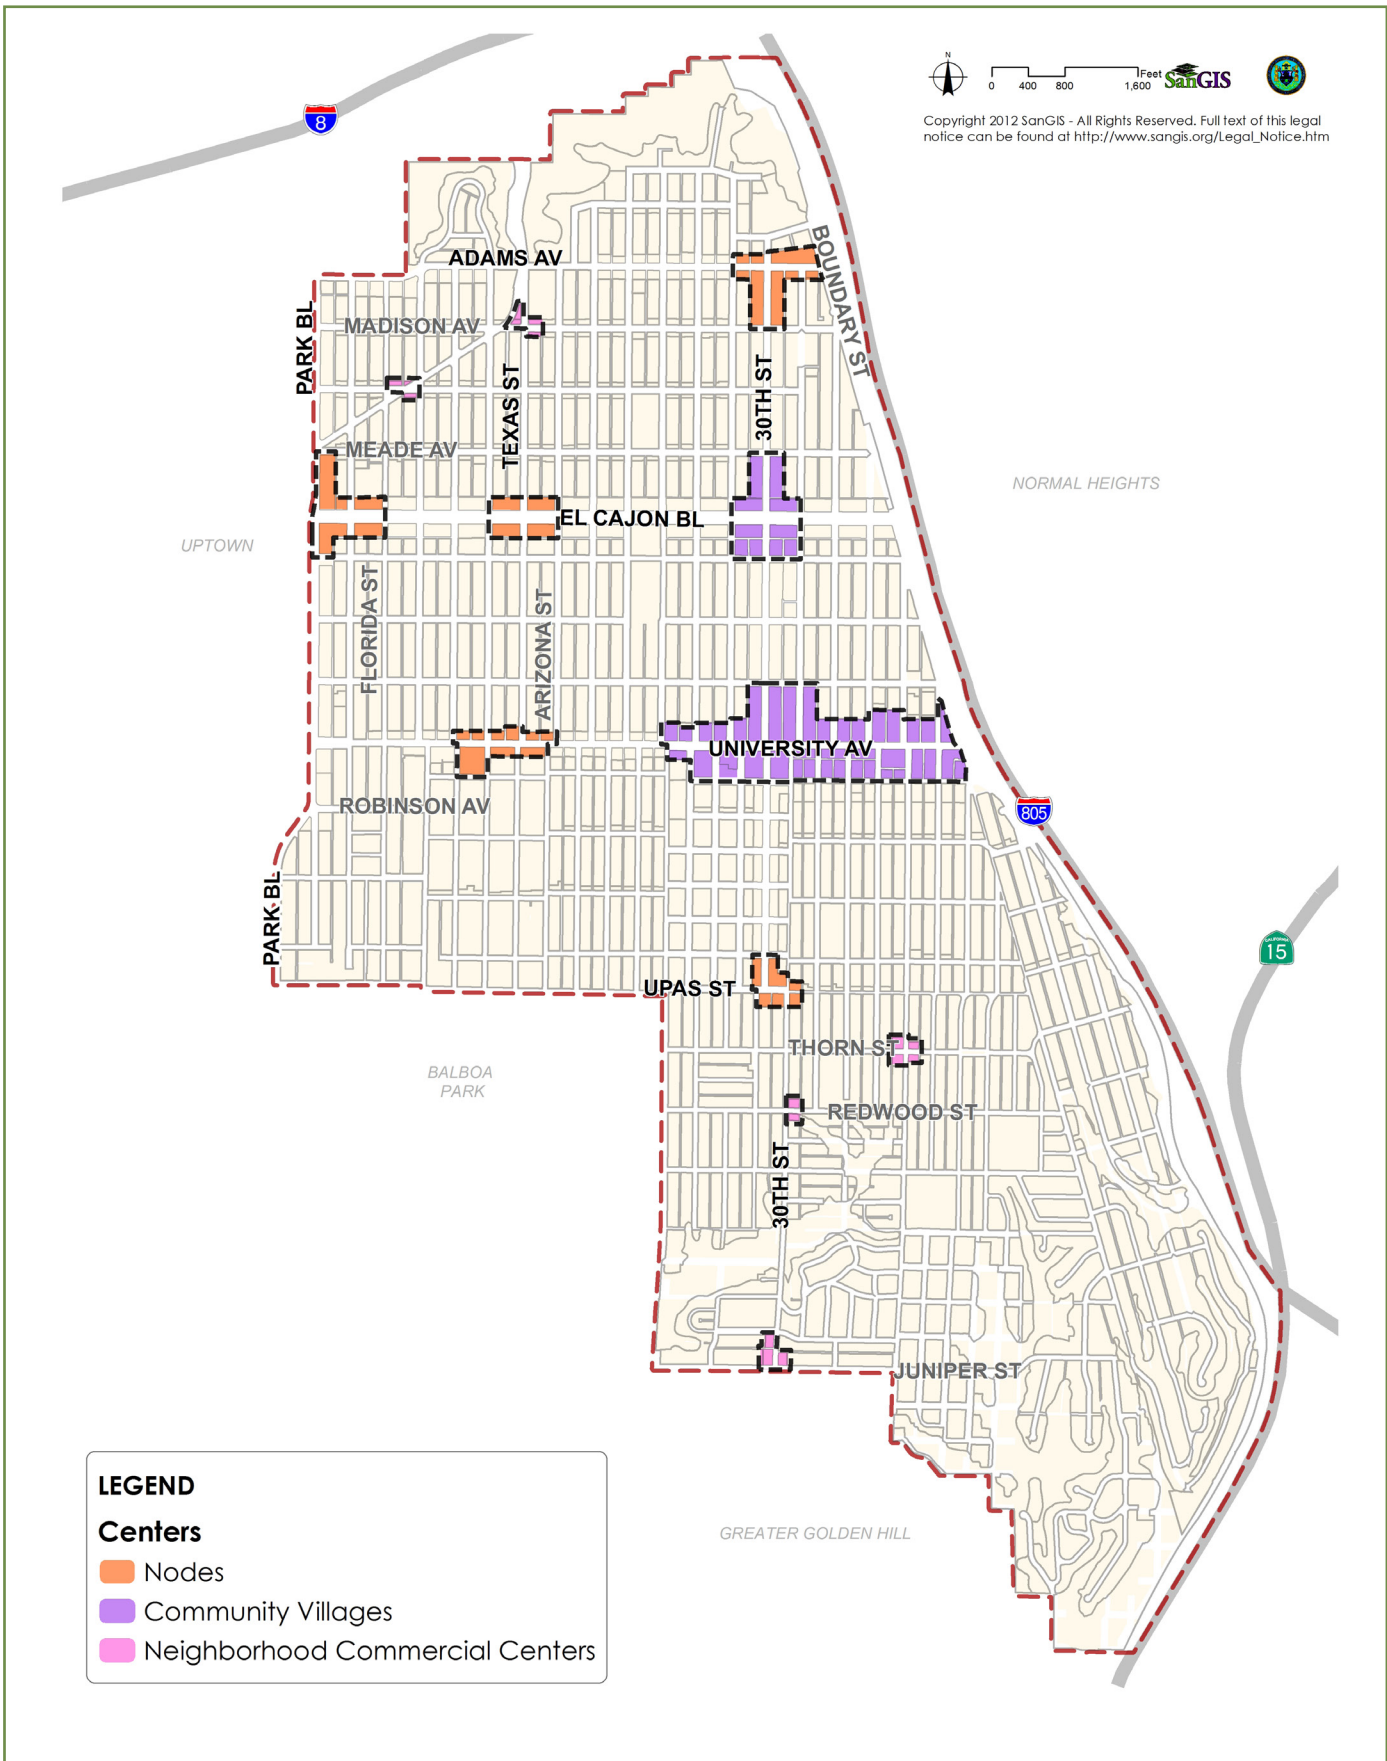 N
8
0
400
800
1,600
Feet
SanGIS
Copyright 2012 SanGIS - All Rights Reserved. Full text of this legal
notice can be found at http://www.sangis.org/Legal_Notice.htm
BOUNDARY ST
ADAMS AV
PARK BL
MADISON AV
TEXAS ST
30TH ST
MEADE AV
NORMAL HEIGHTS
EL CAJON BL
UPTOWN
FLORIDA ST
ARIZONA ST
UNIVERSITY AV
ROBINSON AV
805
PARK BL
CALIFORNIA
15
UPAS ST
THORN ST
BALBOA
PARK
REDWOOD ST
30TH ST
JUNIPER ST
GREATER GOLDEN HILL
LEGEND
Centers
Nodes
Community Villages
Neighborhood Commercial Centers